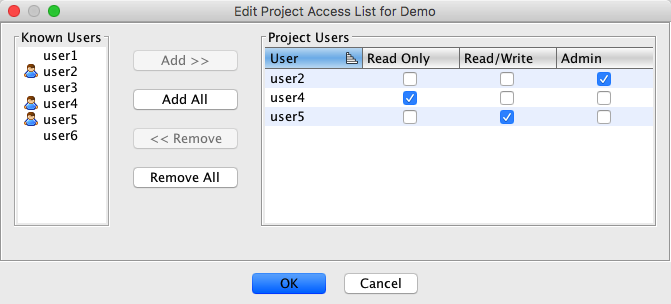 Edit Project Access List for Demo
Known Users
user1
user2
user3
user4
user5
user6
Add >>
Add All
<< Remove
Remove All
Project Users
User Read Only Read/Write Admin
user2
user4
user5
OK Cancel